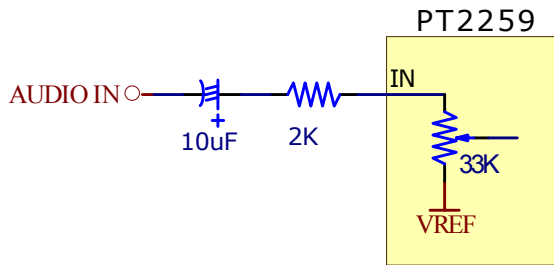 PT2259
IN
AUDIO IN
+
10uF
2K
33K
VREF